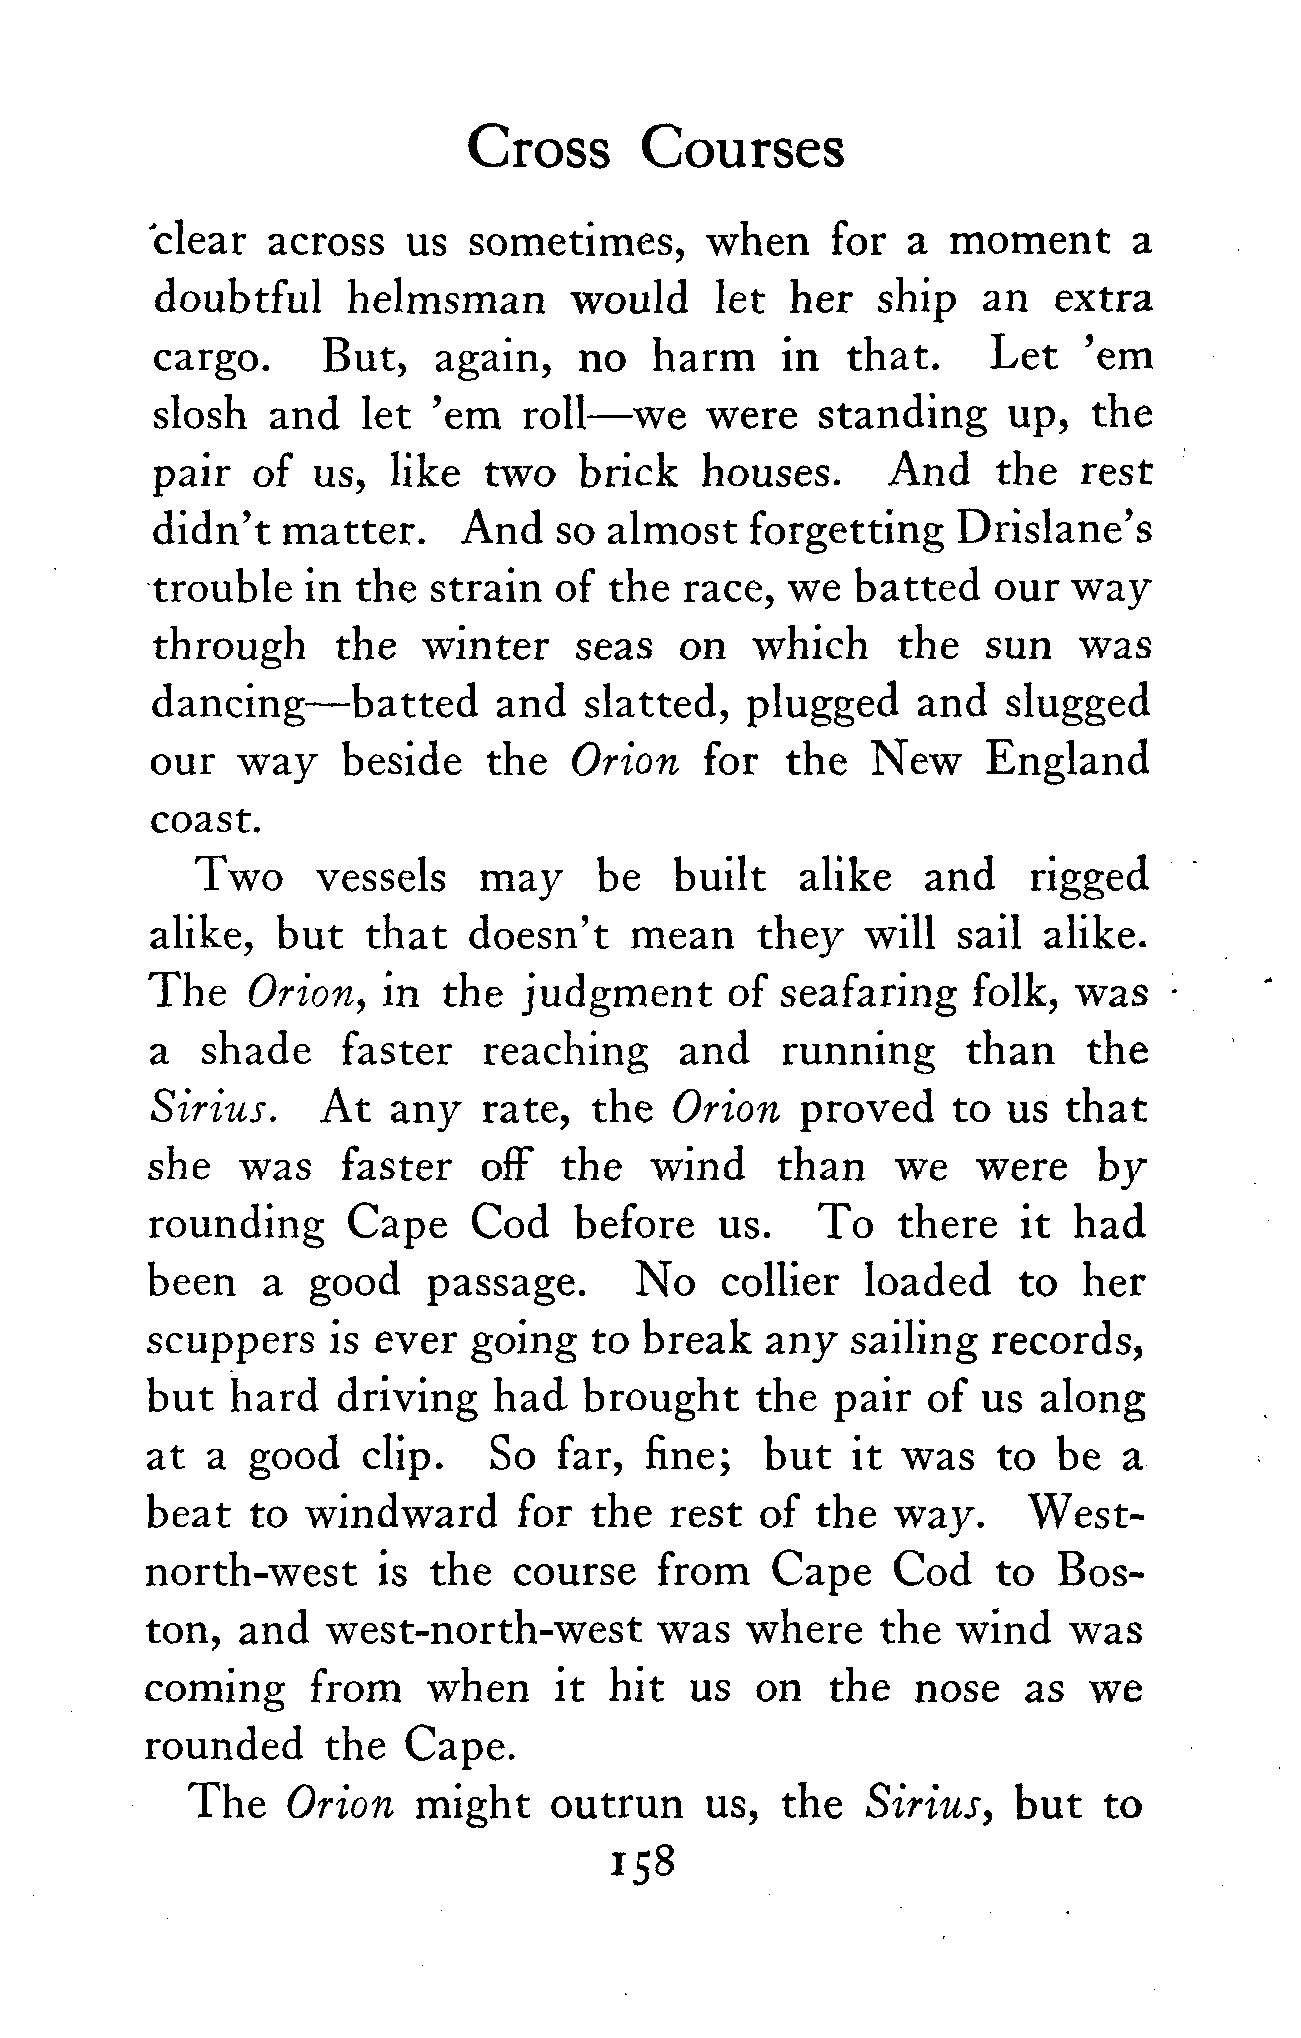 Cross Courses
clear across us sometimes, when for a moment a
doubtful helmsman would let her ship an extra
cargo. But, again, no harm in that. Let ’em
slosh and let ’em roll—we were standing up, the
pair of us, like two brick houses. And the rest
didn’t matter. And so almost forgetting Drislane’s
trouble in the strain of the race, we batted our way
through the winter seas on which the sun was
dancing—batted and slatted, plugged and slugged
our way beside the Orion for the New England
coast.
Two vessels may be built alike and rigged
alike, but that doesn’t mean they will sail alike.
The Orion, in the judgment of seafaring folk, was
a shade faster reaching and running than the
Sirius. At any rate, the Orion proved to us that
she was faster off the wind than we were by
rounding Cape Cod before us. To there it had
been a good passage. No collier loaded to her
scuppers is ever going to break any sailing records,
but hard driving had brought the pair of us along
at a good clip. So far, fine; but it was to be a
beat to windward for the rest of the way. West-
north-west is the course from Cape Cod to Bos-
ton, and west-north-west was where the wind was
coming from when it hit us on the nose as we
rounded the Cape.
The Orion might outrun us, the Sirius, but to
158